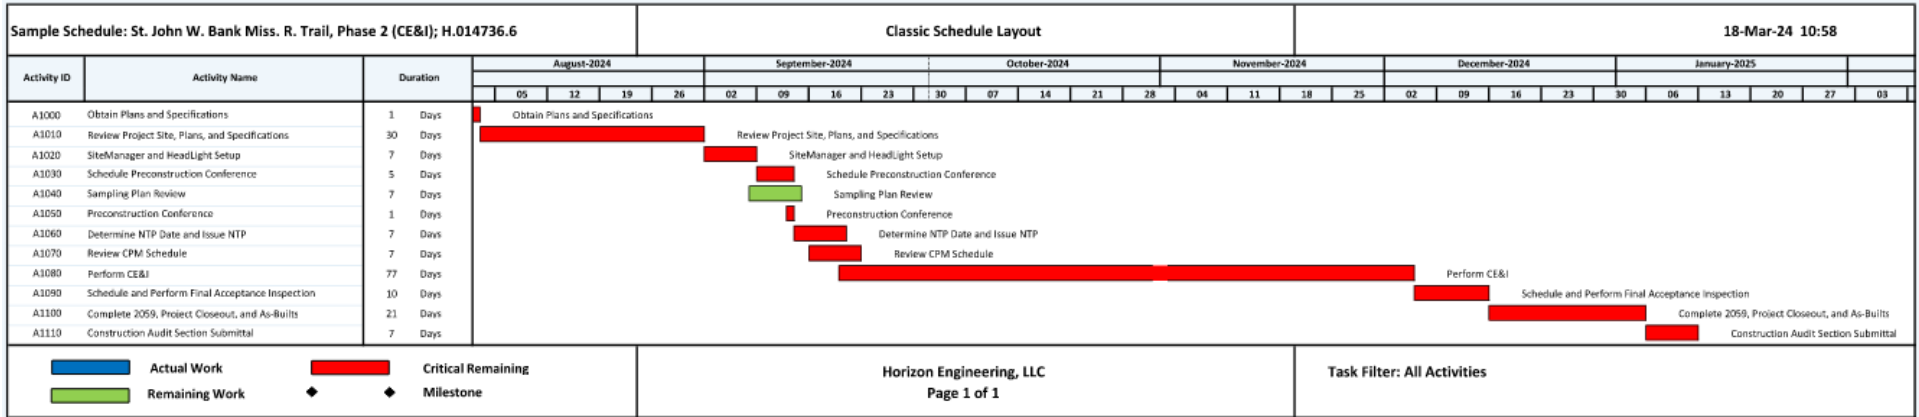 Sample Schedule: St. John W. Bank Miss. R. Trail, Phase 2 (CE&I); H.014736.6
Classic Schedule Layout
18-Mar-24 10:58
Activity ID Activity Name Duration
August-2024 September-2024 October-2024 November-2024 December-2024 January-2025
05 12 19 26 02 09 16 23 30 07 14 21 28 04 11 18 25 02 09 16 23 30 06 13 20 27 03
A1000 Obtain Plans and Specifications 1 Days Obtain Plans and Specifications
A1010 Review Project Site, Plans, and Specifications 30 Days Review Project Site, Plans, and Specifications
A1020 SiteManager and HeadLight Setup 7 Days SiteManager and HeadLight Setup
A1030 Schedule Preconstruction Conference 5 Days Schedule Preconstruction Conference
A1040 Sampling Plan Review 7 Days Sampling Plan Review
A1050 Preconstruction Conference 1 Days Preconstruction Conference
A1060 Determine NTP Date and Issue NTP 7 Days Determine NTP Date and Issue NTP
A1070 Review CPM Schedule 7 Days Review CPM Schedule
A1080 Perform CE&I 77 Days Perform CE&I
A1090 Schedule and Perform Final Acceptance Inspection 10 Days Schedule and Perform Final Acceptance Inspection
A1100 Complete 2059, Project Closeout, and As-Builts 21 Days Complete 2059, Project Closeout, and As-Builts
A1110 Construction Audit Section Submittal 7 Days Construction Audit Section Submittal
Actual Work Critical Remaining
Remaining Work Milestone
Horizon Engineering, LLC
Page 1 of 1
Task Filter: All Activities